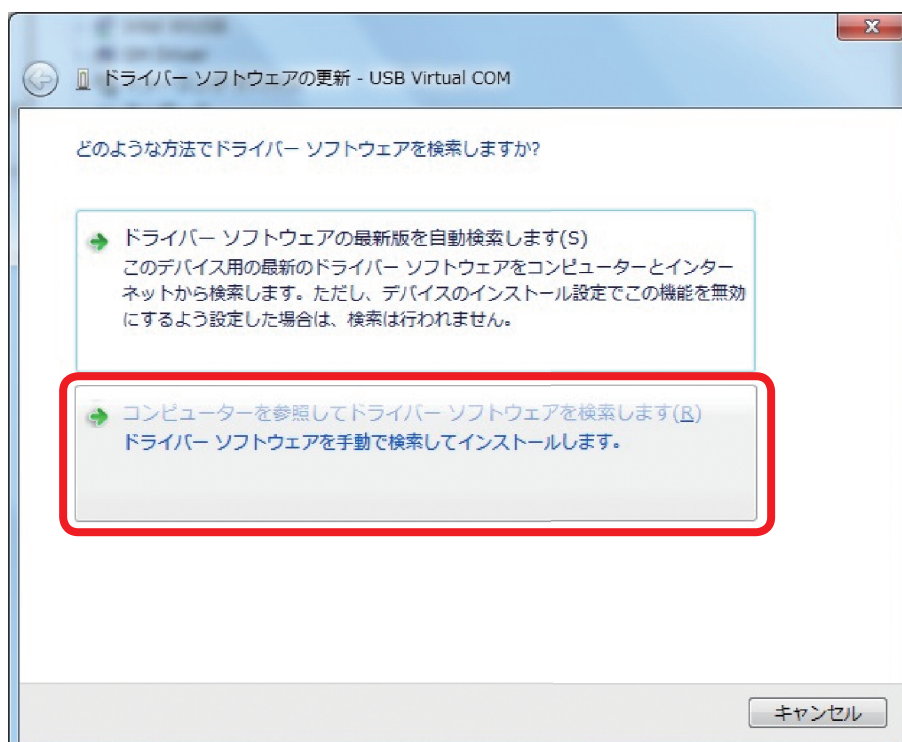 ドライバー ソフトウェアの更新 - USB Virtual COM
どのような方法でドライバー ソフトウェアを検索しますか?
ドライバー ソフトウェアの最新版を自動検索します(S)
このデバイス用の最新のドライバー ソフトウェアをコンピューターとインター
ネットから検索します。ただし、デバイスのインストール設定でこの機能を無効
にするよう設定した場合は、検索は行われません。
コンピューターを参照してドライバー ソフトウェアを検索します(R)
ドライバー ソフトウェアを手動で検索してインストールします。
キャンセル